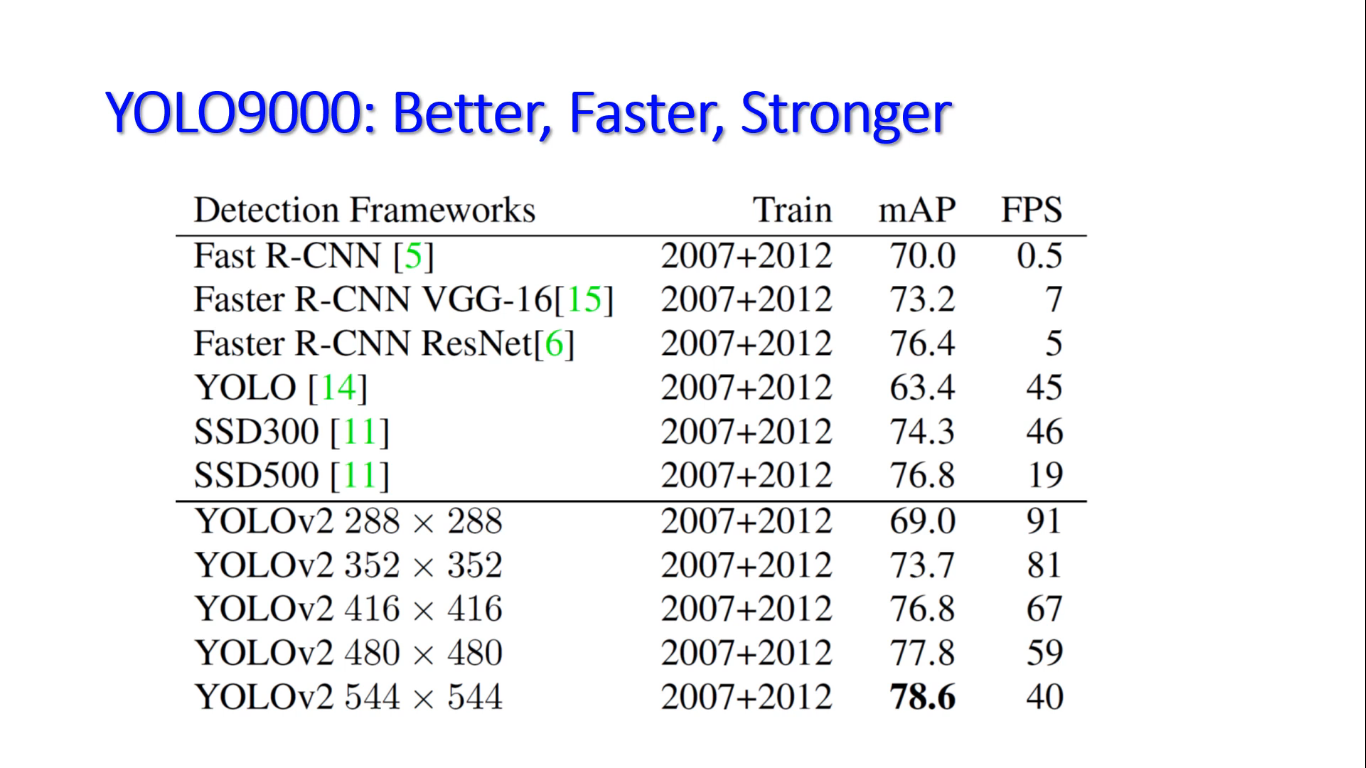 YOLO9000: Better, Faster, Stronger
Detection Frameworks Train mAP FPS
Fast R-CNN [5] 2007+2012 70.0 0.5
Faster R-CNN VGG-16[15] 2007+2012 73.2 7
Faster R-CNN ResNet[6] 2007+2012 76.4 5
YOLO [14] 2007+2012 63.4 45
SSD300 [11] 2007+2012 74.3 46
SSD500 [11] 2007+2012 76.8 19
YOLOv2 288 × 288 2007+2012 69.0 91
YOLOv2 352 × 352 2007+2012 73.7 81
YOLOv2 416 × 416 2007+2012 76.8 67
YOLOv2 480 × 480 2007+2012 77.8 59
YOLOv2 544 × 544 2007+2012 78.6 40